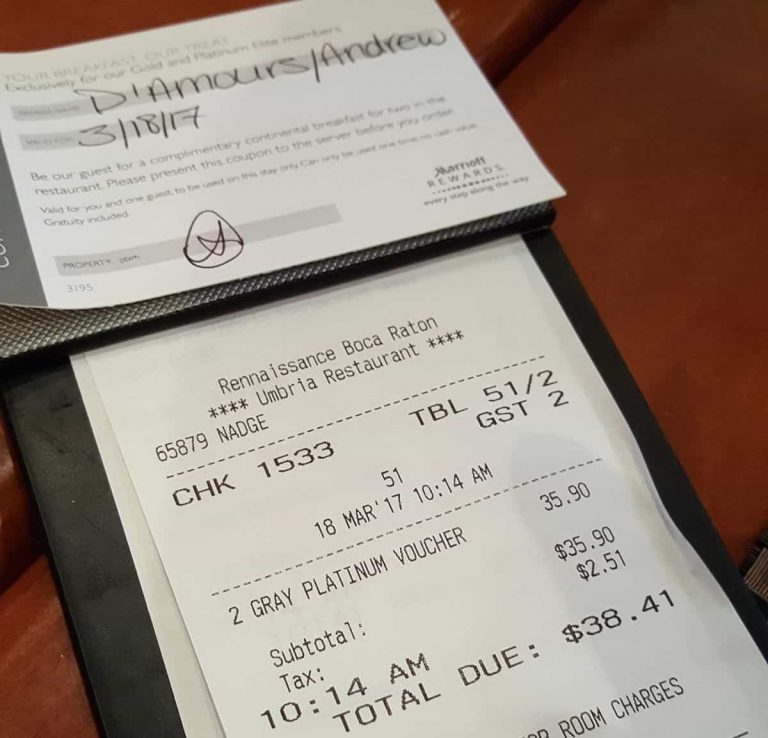 YOUR BREAKFAST, OUR TREAT
Exclusively for our Gold and Platinum Elite members
D'Amours/Andrew
VALID FOR
3/18/17
Be our guest for a complimentary continental breakfast for two in the
restaurant. Please present this coupon to the server before you order.
Valid for you and one guest, to be used on this stay only. Can only be used one time, no cash value.
Gratuity included.
Marriott
REWARDS.
every step along the way
PROPERTY: pbirh
3195
Rennaissance Boca Raton
**** Umbria Restaurant ****
65879 NADGE
CHK 1533 TBL 51/2
GST 2
51
18 MAR'17 10:14 AM
2 GRAY PLATINUM VOUCHER 35.90
Subtotal: $35.90
Tax: $2.51
10:14 AM
TOTAL DUE: $38.41
ROOM CHARGES